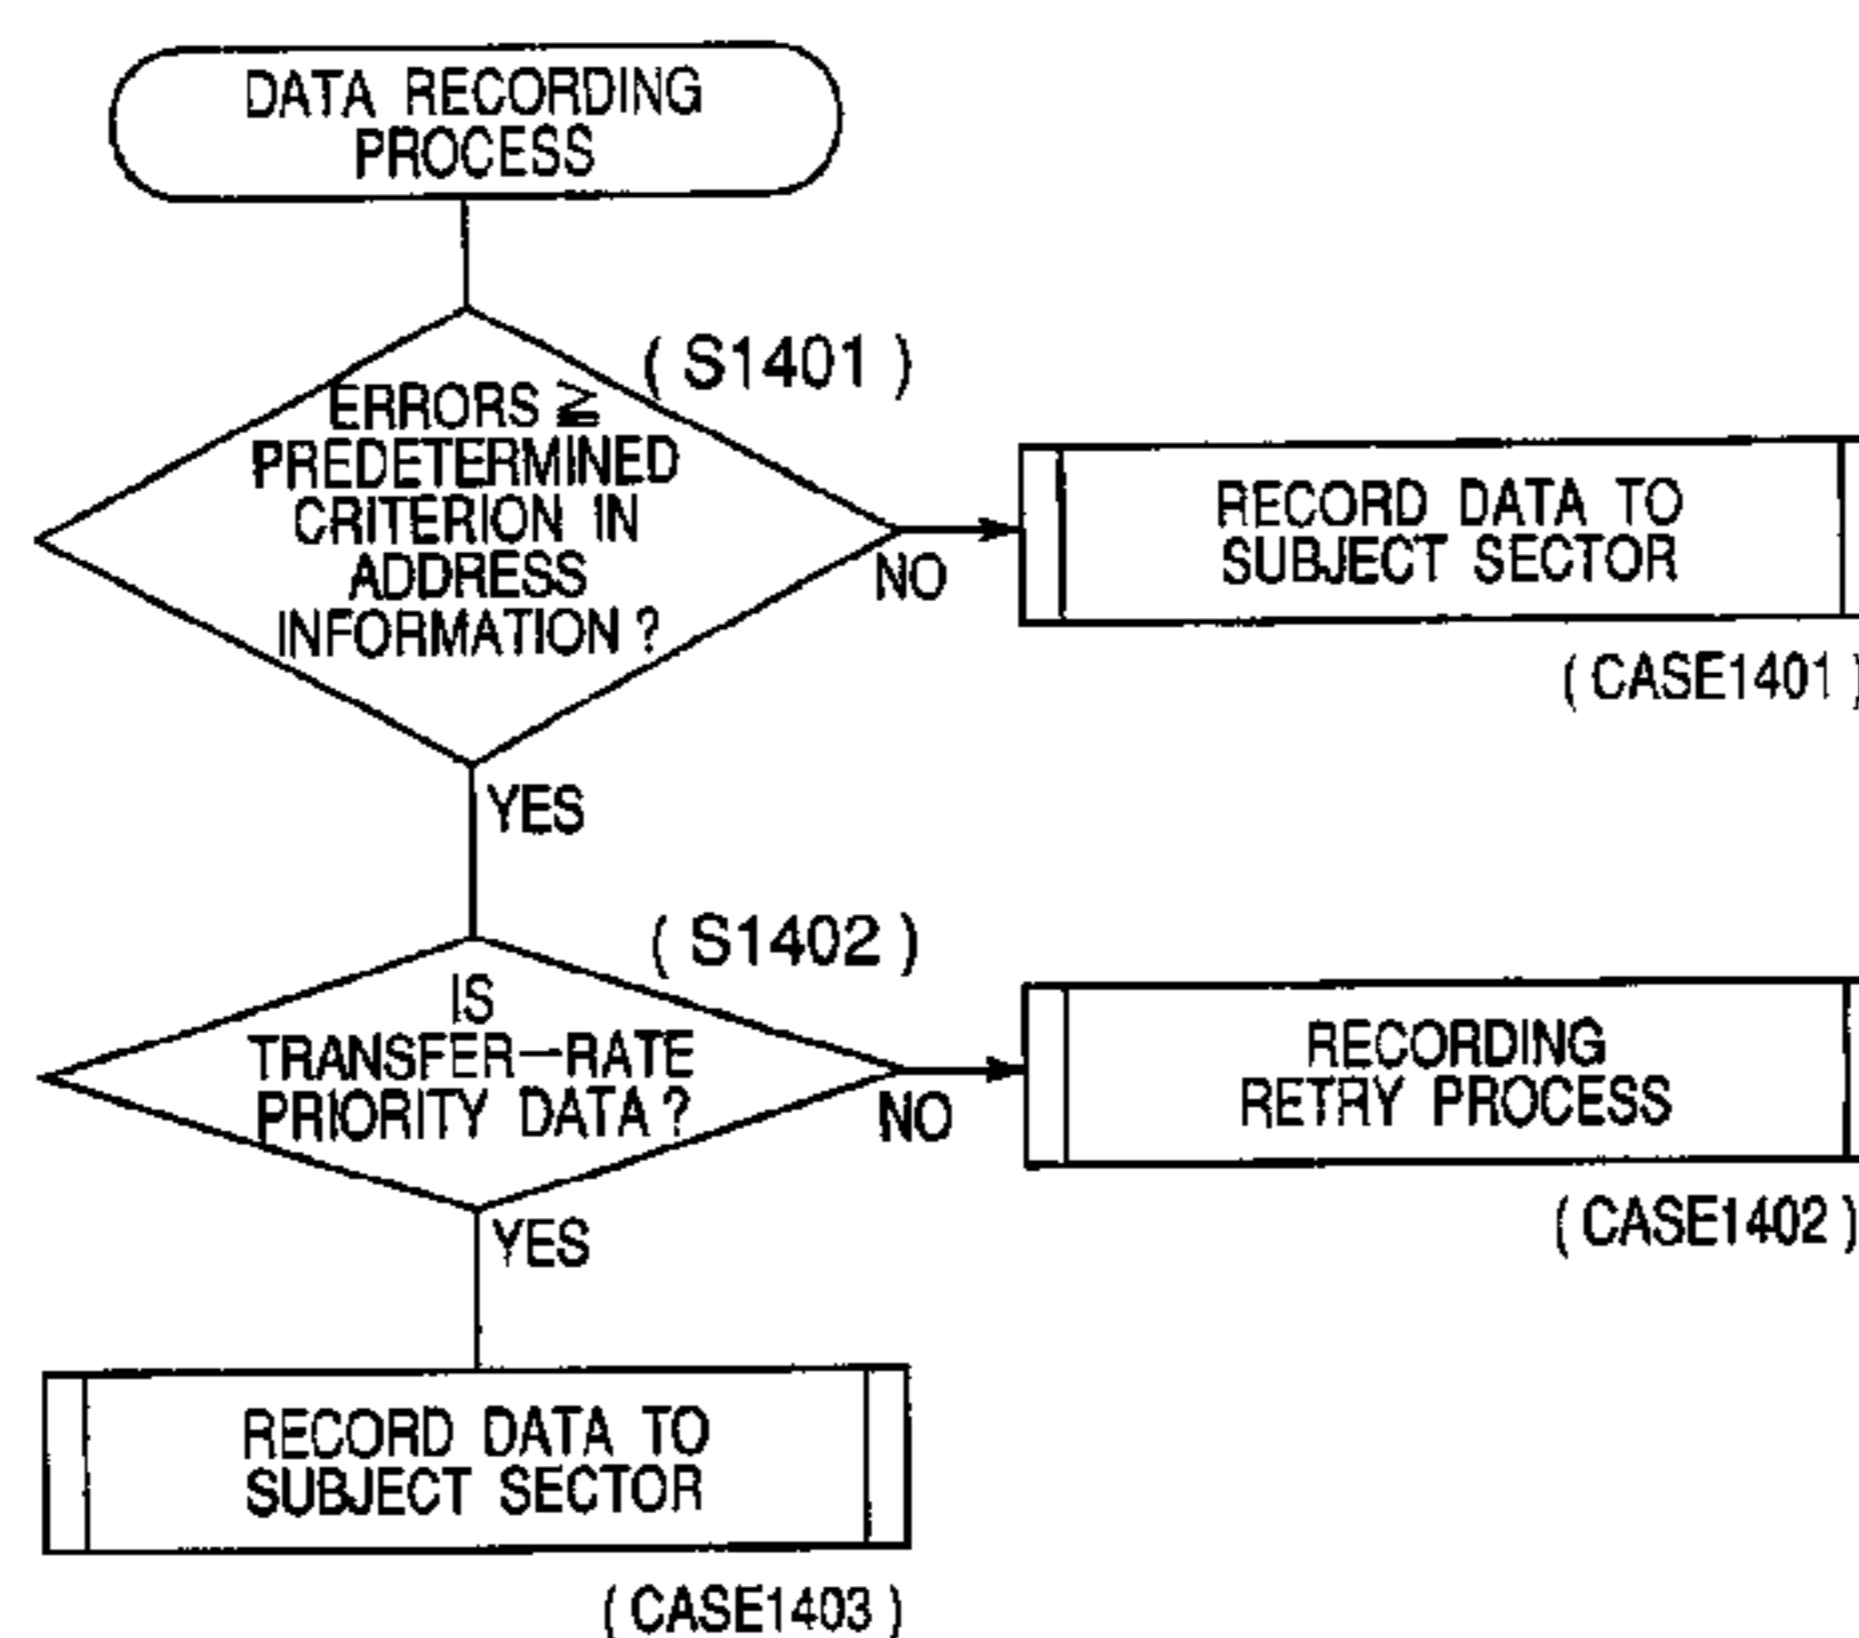 DATA RECORDING
PROCESS
( S1401 )
ERRORS ≧
PREDETERMINED
CRITERION IN
ADDRESS
INFORMATION ?
NO
RECORD DATA TO
SUBJECT SECTOR
( CASE1401 )
YES
( S1402 )
IS
TRANSFER—RATE
PRIORITY DATA ?
NO
RECORDING
RETRY PROCESS
( CASE1402 )
YES
RECORD DATA TO
SUBJECT SECTOR
( CASE1403 )